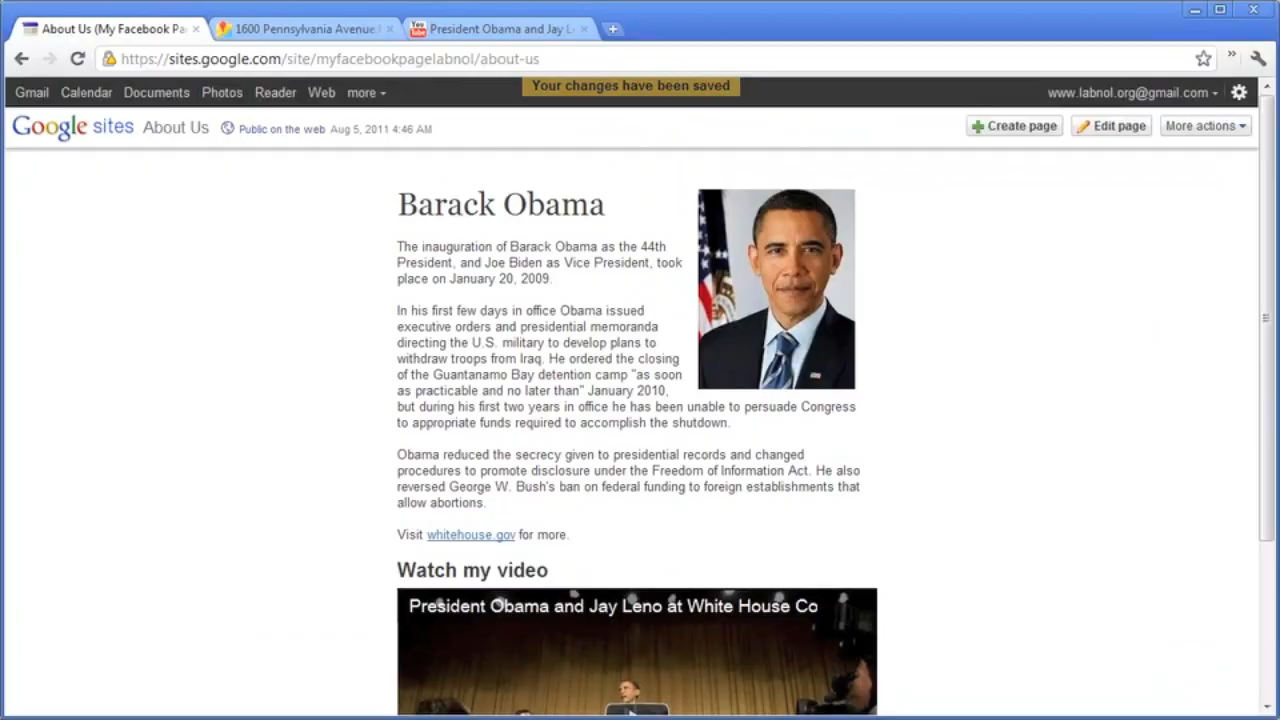 About Us (My Facebook Pa
1600 Pennsylvania Avenue
President Obama and Jay L
https://sites.google.com/site/myfacebookpagelabnol/about-us
Gmail Calendar Documents Photos Reader Web more
Your changes have been saved
www.labnol.org@gmail.com
Google sites About Us Public on the web Aug 5, 2011 4:46 AM
Create page Edit page More actions
Barack Obama
The inauguration of Barack Obama as the 44th
President, and Joe Biden as Vice President, took
place on January 20, 2009.
In his first few days in office Obama issued
executive orders and presidential memoranda
directing the U.S. military to develop plans to
withdraw troops from Iraq. He ordered the closing
of the Guantanamo Bay detention camp "as soon
as practicable and no later than" January 2010,
but during his first two years in office he has been unable to persuade Congress
to appropriate funds required to accomplish the shutdown.
Obama reduced the secrecy given to presidential records and changed
procedures to promote disclosure under the Freedom of Information Act. He also
reversed George W. Bush's ban on federal funding to foreign establishments that
allow abortions.
Visit whitehouse.gov for more.
Watch my video
President Obama and Jay Leno at White House Co